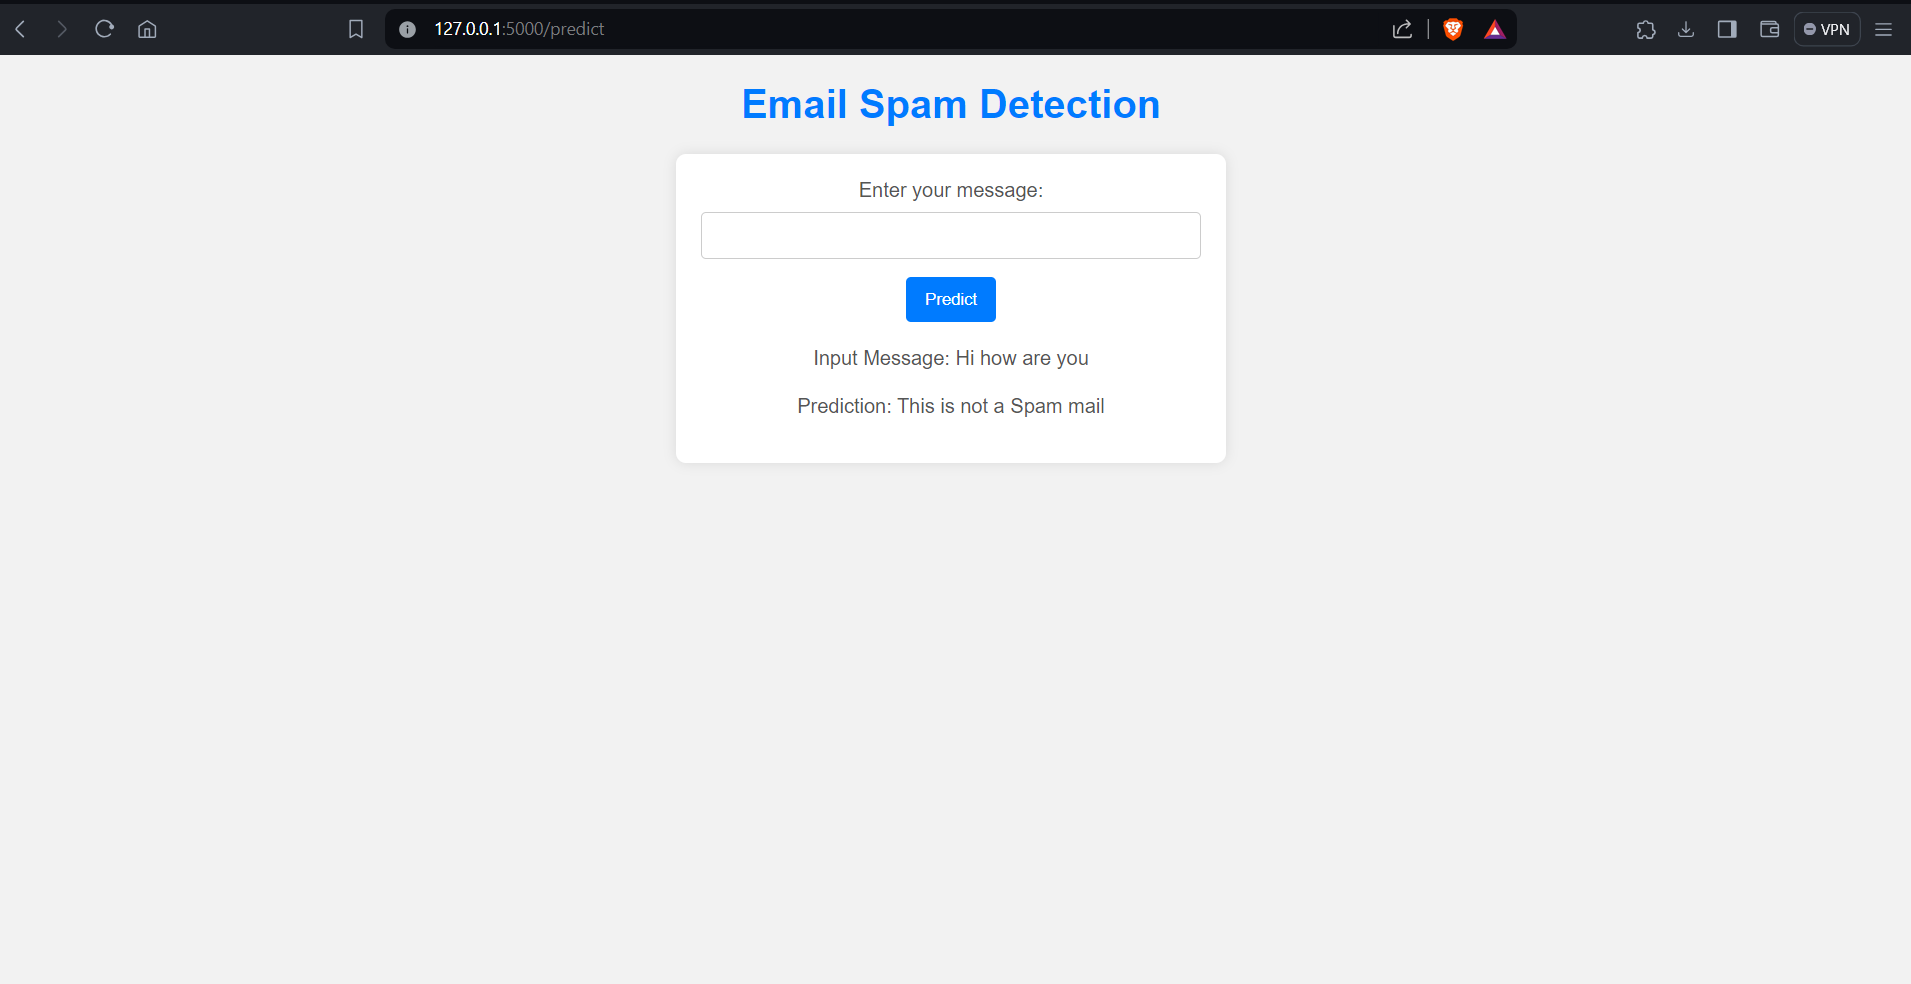 127.0.0.1:5000/predict
VPN
Email Spam Detection
Enter your message:
Predict
Input Message: Hi how are you
Prediction: This is not a Spam mail